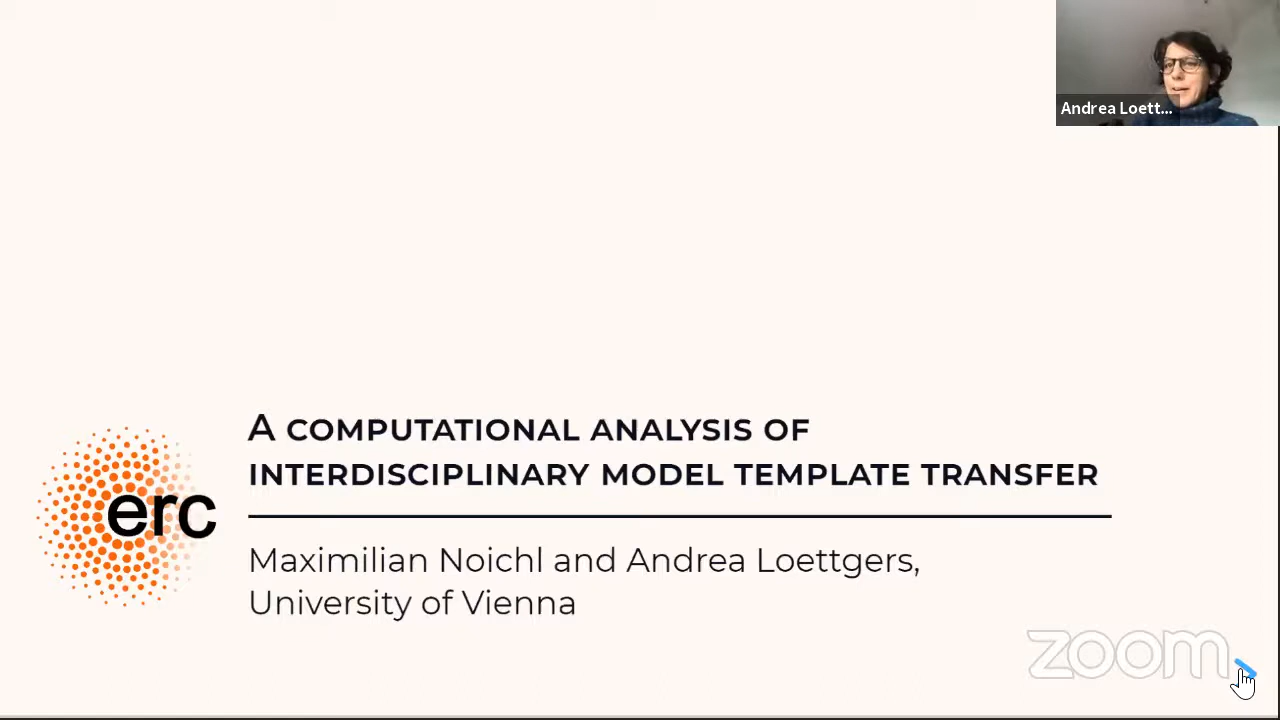 Andrea Loett...
A COMPUTATIONAL ANALYSIS OF
INTERDISCIPLINARY MODEL TEMPLATE TRANSFER
erc
Maximilian Noichl and Andrea Loettgers,
University of Vienna
zoom